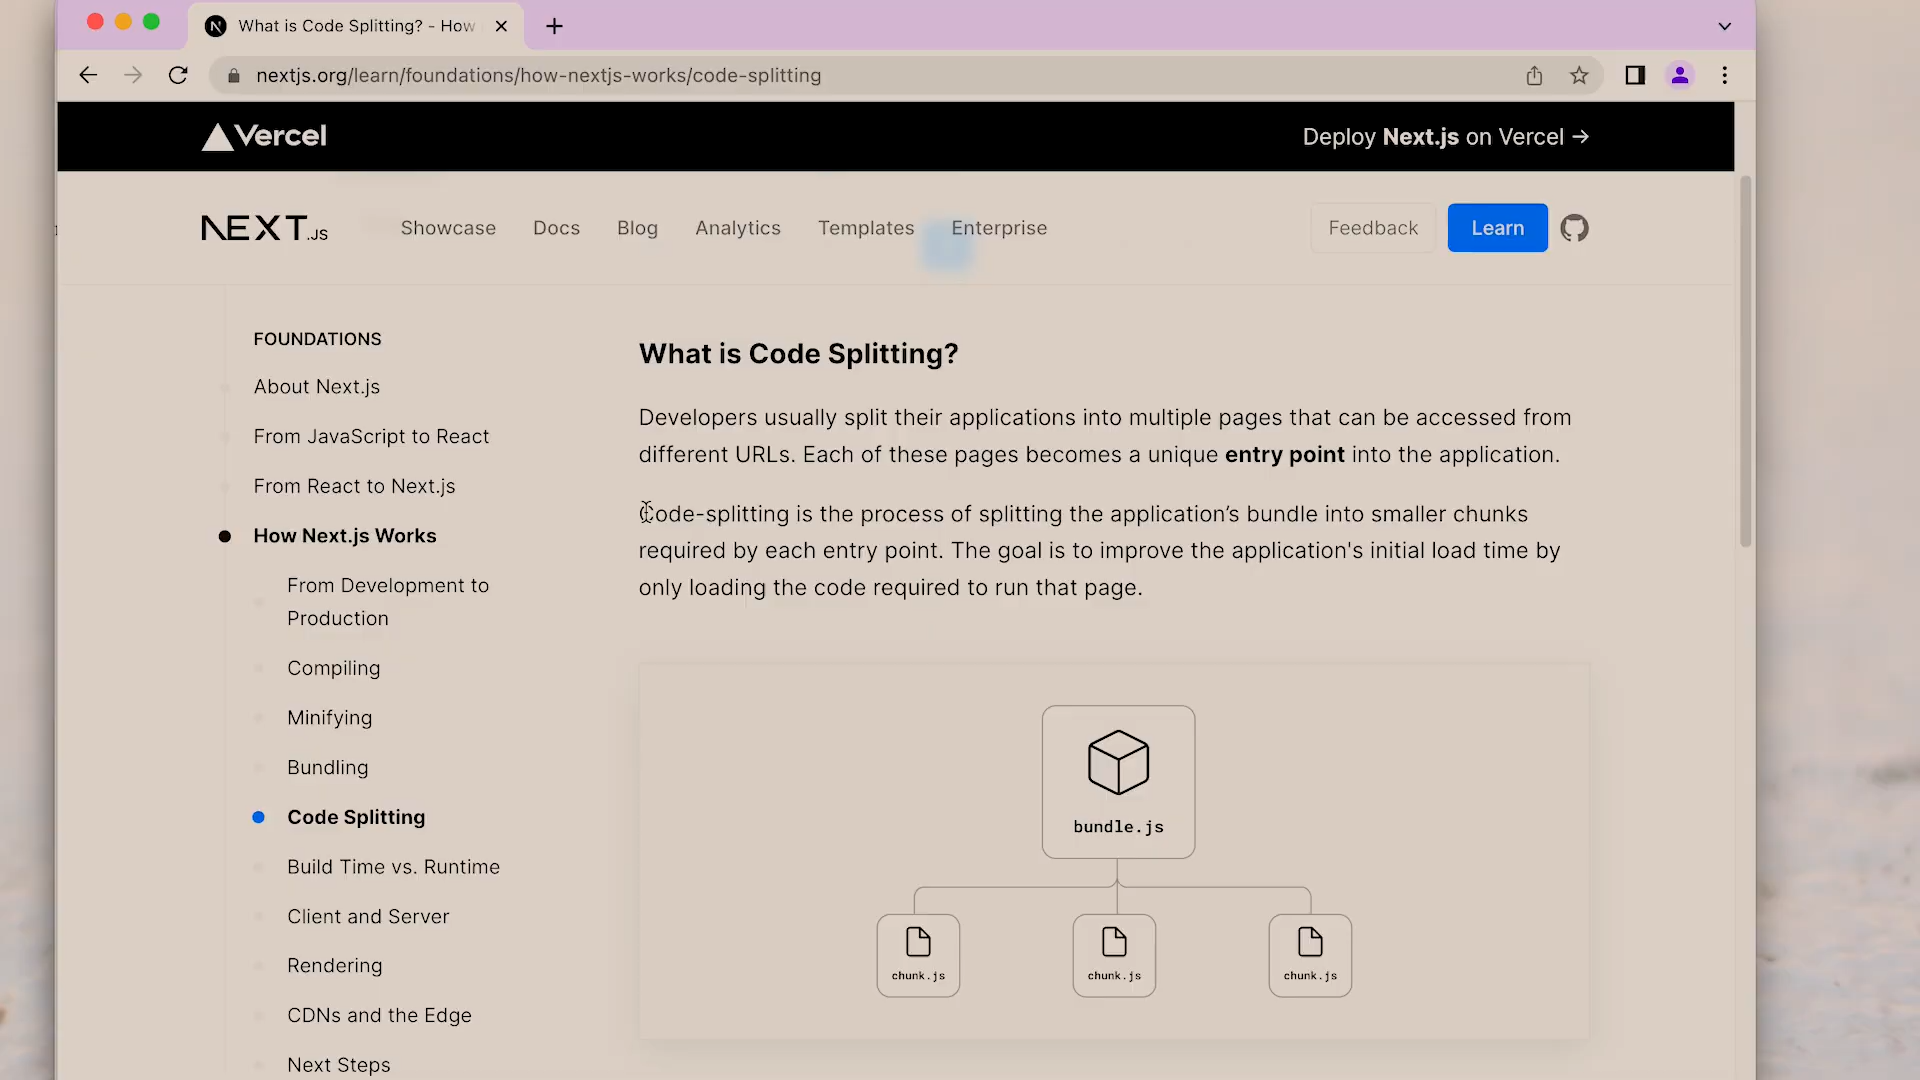 What is Code Splitting? - How
nextjs.org/learn/foundations/how-nextjs-works/code-splitting
Vercel
Deploy Next.js on Vercel →
NEXT.JS
Showcase
Docs
Blog
Analytics
Templates
Enterprise
Feedback
Learn
FOUNDATIONS
About Next.js
From JavaScript to React
From React to Next.js
How Next.js Works
From Development to
Production
Compiling
Minifying
Bundling
Code Splitting
Build Time vs. Runtime
Client and Server
Rendering
CDNs and the Edge
Next Steps
What is Code Splitting?
Developers usually split their applications into multiple pages that can be accessed from
different URLs. Each of these pages becomes a unique entry point into the application.
Code-splitting is the process of splitting the application’s bundle into smaller chunks
required by each entry point. The goal is to improve the application's initial load time by
only loading the code required to run that page.
bundle.js
chunk.js
chunk.js
chunk.js